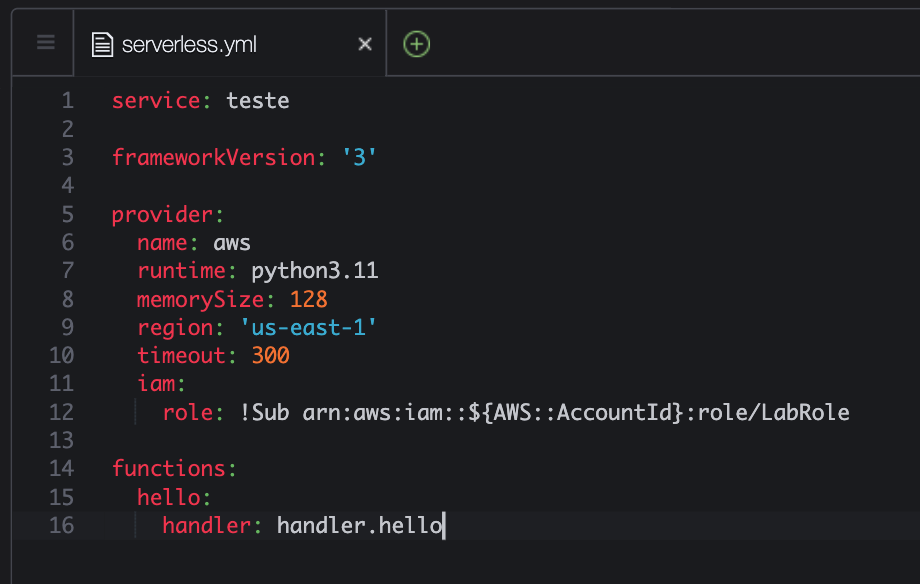 serverless.yml
1 service: teste
2
3 frameworkVersion: '3'
4
5 provider:
6   name: aws
7   runtime: python3.11
8   memorySize: 128
9   region: 'us-east-1'
10   timeout: 300
11   iam:
12     role: !Sub arn:aws:iam::${AWS::AccountId}:role/LabRole
13
14 functions:
15   hello:
16     handler: handler.hello